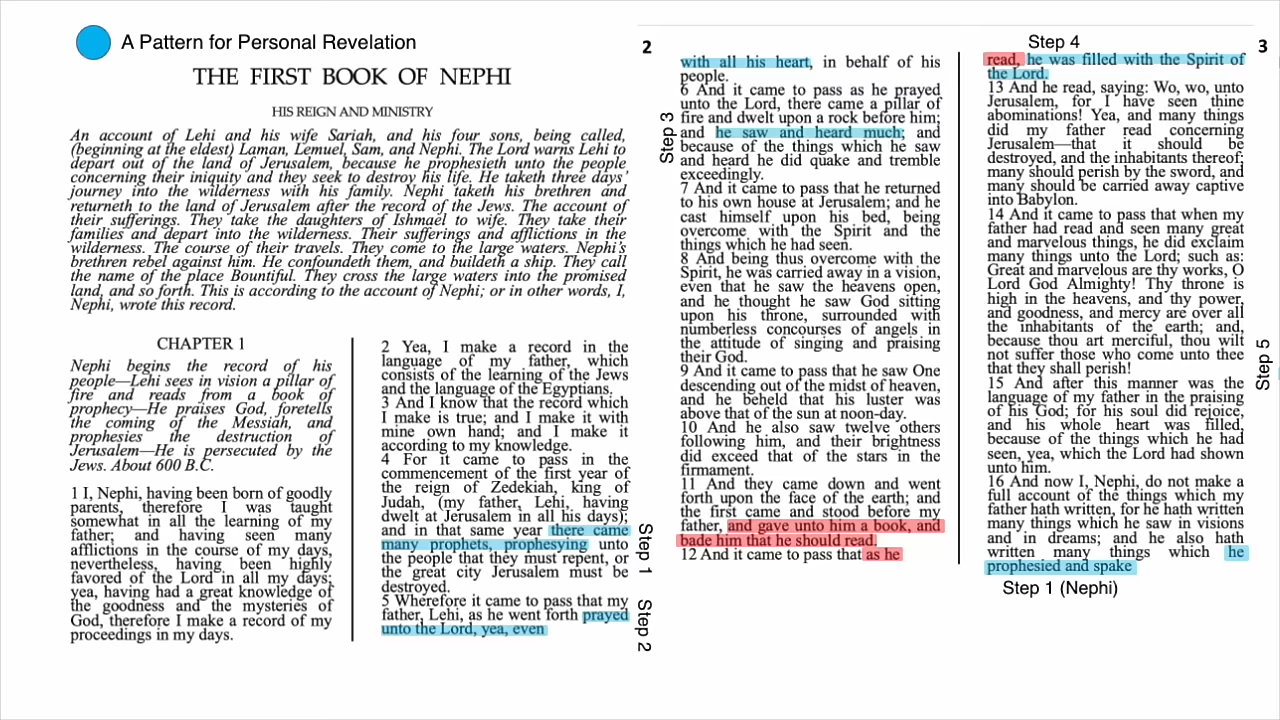 A Pattern for Personal Revelation
THE FIRST BOOK OF NEPHI
HIS REIGN AND MINISTRY
An account of Lehi and his wife Sariah, and his four sons, being called,
(beginning at the eldest) Laman, Lemuel, Sam, and Nephi. The Lord warns Lehi to
depart out of the land of Jerusalem, because he prophesieth unto the people
concerning their iniquity and they seek to destroy his life. He taketh three days'
journey into the wilderness with his family. Nephi taketh his brethren and
returneth to the land of Jerusalem after the record of the Jews. The account of
their sufferings. They take the daughters of Ishmael to wife. They take their
families and depart into the wilderness. Their sufferings and afflictions in the
wilderness. The course of their travels. They come to the large waters. Nephi's
brethren rebel against him. He confoundeth them, and buildeth a ship. They call
the name of the place Bountiful. They cross the large waters into the promised
land, and so forth. This is according to the account of Nephi; or in other words, I,
Nephi, wrote this record.
CHAPTER 1
Nephi begins the record of his
people—Lehi sees in vision a pillar of
fire and reads from a book of
prophecy—He praises God, foretells
the coming of the Messiah, and
prophesies the destruction of
Jerusalem—He is persecuted by the
Jews. About 600 B.C.
1 I, Nephi, having been born of goodly
parents, therefore I was taught
somewhat in all the learning of my
father; and having seen many
afflictions in the course of my days,
nevertheless, having been highly
favored of the Lord in all my days;
yea, having had a great knowledge of
the goodness and the mysteries of
God, therefore I make a record of my
proceedings in my days.
2 Yea, I make a record in the
language of my father, which
consists of the learning of the Jews
and the language of the Egyptians.
3 And I know that the record which
I make is true; and I make it with
mine own hand; and I make it
according to my knowledge.
4 For it came to pass in the
commencement of the first year of
the reign of Zedekiah, king of
Judah, (my father, Lehi, having
dwelt at Jerusalem in all his days);
and in that same year there came
many prophets, prophesying unto
the people that they must repent, or
the great city Jerusalem must be
destroyed.
5 Wherefore it came to pass that my
father, Lehi, as he went forth prayed
unto the Lord, yea, even
Step 1
Step 2
2
with all his heart, in behalf of his
people.
6 And it came to pass as he prayed
unto the Lord, there came a pillar of
fire and dwelt upon a rock before him;
and he saw and heard much; and
because of the things which he saw
and heard he did quake and tremble
exceedingly.
7 And it came to pass that he returned
to his own house at Jerusalem; and he
cast himself upon his bed, being
overcome with the Spirit and the
things which he had seen.
8 And being thus overcome with the
Spirit, he was carried away in a vision,
even that he saw the heavens open,
and he thought he saw God sitting
upon his throne, surrounded with
numberless concourses of angels in
the attitude of singing and praising
their God.
9 And it came to pass that he saw One
descending out of the midst of heaven,
and he beheld that his luster was
above that of the sun at noon-day.
10 And he also saw twelve others
following him, and their brightness
did exceed that of the stars in the
firmament.
11 And they came down and went
forth upon the face of the earth; and
the first came and stood before my
father, and gave unto him a book, and
bade him that he should read.
12 And it came to pass that as he
Step 3
Step 4
3
read, he was filled with the Spirit of
the Lord.
13 And he read, saying: Wo, wo, unto
Jerusalem, for I have seen thine
abominations! Yea, and many things
did my father read concerning
Jerusalem—that it should be
destroyed, and the inhabitants thereof;
many should perish by the sword, and
many should be carried away captive
into Babylon.
14 And it came to pass that when my
father had read and seen many great
and marvelous things, he did exclaim
many things unto the Lord; such as:
Great and marvelous are thy works, O
Lord God Almighty! Thy throne is
high in the heavens, and thy power,
and goodness, and mercy are over all
the inhabitants of the earth; and,
because thou art merciful, thou wilt
not suffer those who come unto thee
that they shall perish!
15 And after this manner was the
language of my father in the praising
of his God; for his soul did rejoice,
and his whole heart was filled,
because of the things which he had
seen, yea, which the Lord had shown
unto him.
16 And now I, Nephi, do not make a
full account of the things which my
father hath written, for he hath written
many things which he saw in visions
and in dreams; and he also hath
written many things which he
prophesied and spake
Step 5
Step 1 (Nephi)